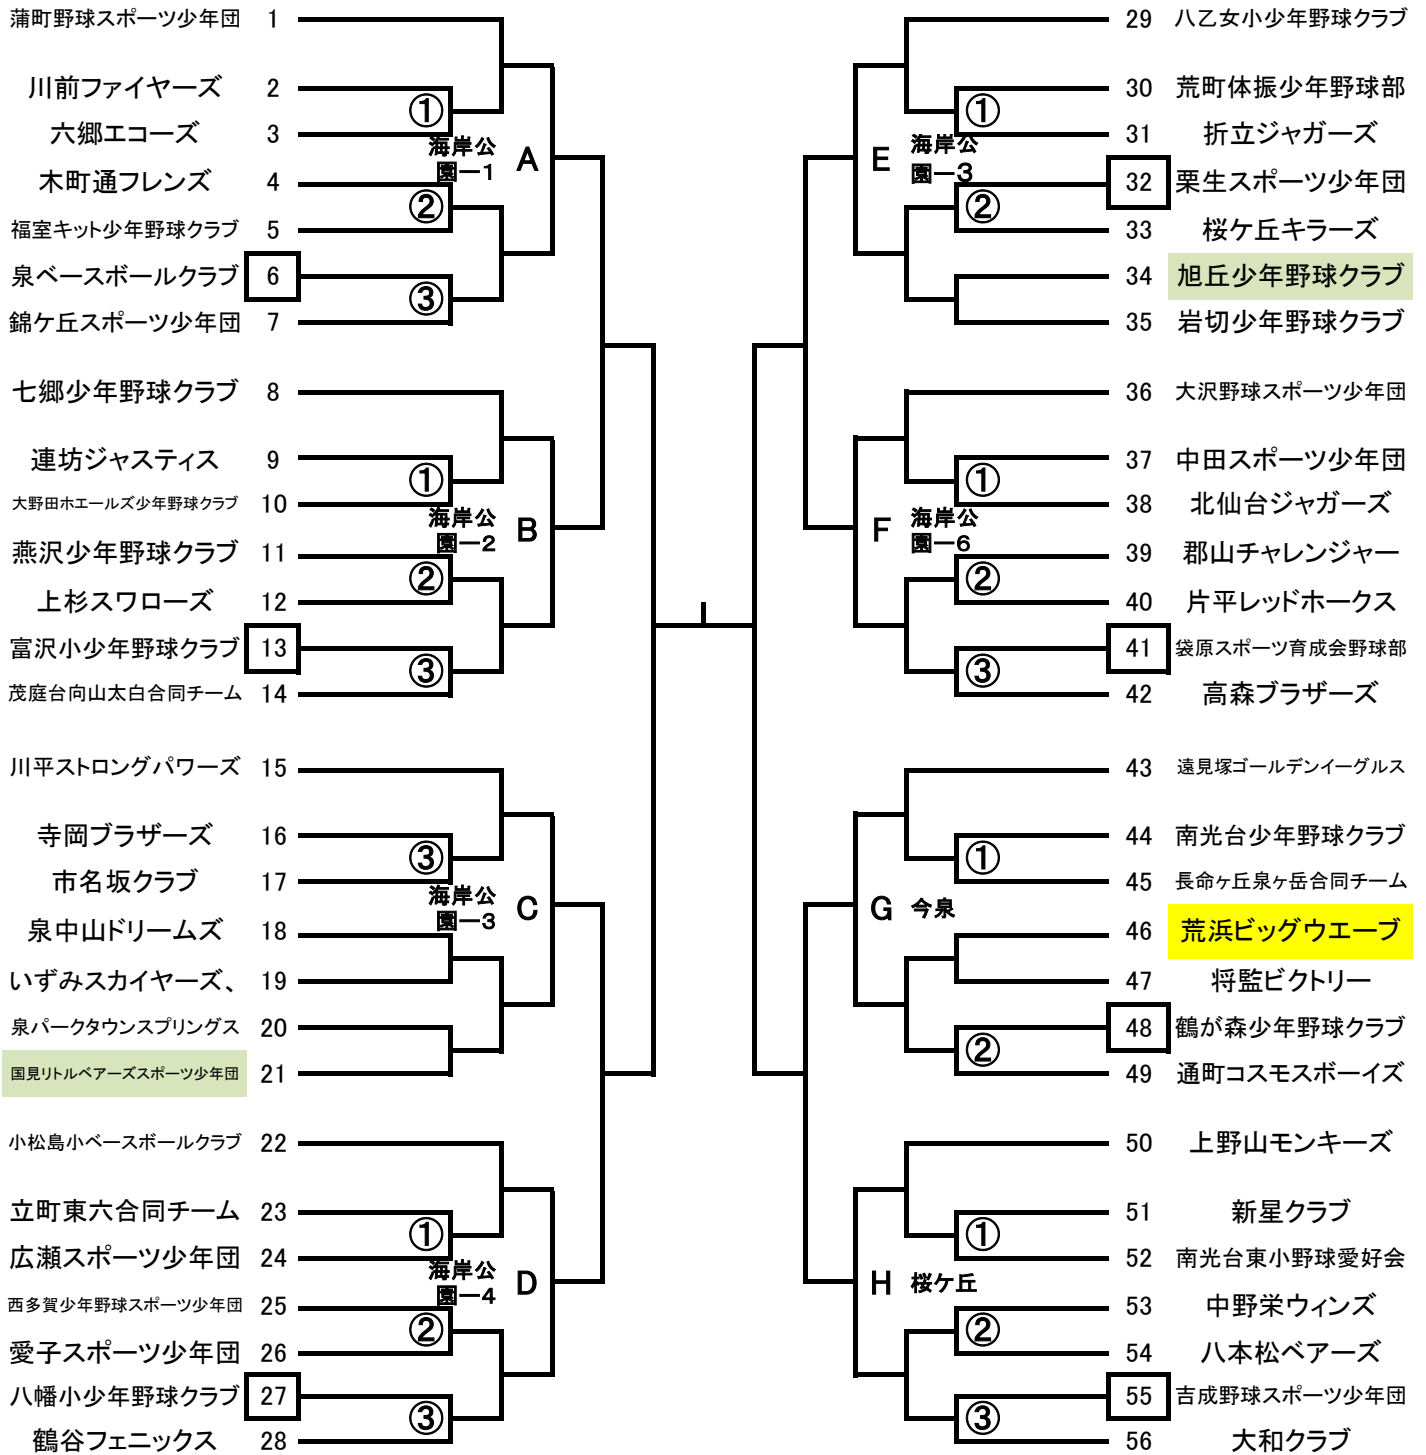 蒲町野球スポーツ少年団 1
川前ファイヤーズ 2
①
六郷エコーズ 3
海岸公
園ー1
A
木町通フレンズ 4
②
福室キット少年野球クラブ 5
泉ベースボールクラブ 6
③
錦ケ丘スポーツ少年団 7
七郷少年野球クラブ 8
連坊ジャスティス 9
①
大野田ホエールズ少年野球クラブ 10
海岸公
園ー2
B
燕沢少年野球クラブ 11
②
上杉スワローズ 12
富沢小少年野球クラブ 13
③
茂庭台向山太白合同チーム 14
川平ストロングパワーズ 15
寺岡ブラザーズ 16
③
市名坂クラブ 17
海岸公
園ー3
C
泉中山ドリームズ 18
いずみスカイヤーズ、 19
泉パークタウンスプリングス 20
国見リトルベアーズスポーツ少年団 21
小松島小ベースボールクラブ 22
立町東六合同チーム 23
①
広瀬スポーツ少年団 24
海岸公
園ー4
D
西多賀少年野球スポーツ少年団 25
②
愛子スポーツ少年団 26
八幡小少年野球クラブ 27
③
鶴谷フェニックス 28
29 八乙女小少年野球クラブ
30 荒町体振少年野球部
①
31 折立ジャガーズ
E
海岸公
園ー3
32 栗生スポーツ少年団
②
33 桜ケ丘キラーズ
34 旭丘少年野球クラブ
35 岩切少年野球クラブ
36 大沢野球スポーツ少年団
37 中田スポーツ少年団
①
38 北仙台ジャガーズ
F
海岸公
園ー6
39 郡山チャレンジャー
②
40 片平レッドホークス
41 袋原スポーツ育成会野球部
③
42 高森ブラザーズ
43 遠見塚ゴールデンイーグルス
44 南光台少年野球クラブ
①
45 長命ヶ丘泉ヶ岳合同チーム
G 今泉
46 荒浜ビッグウエーブ
47 将監ビクトリー
48 鶴が森少年野球クラブ
②
49 通町コスモスボーイズ
50 上野山モンキーズ
51 新星クラブ
①
52 南光台東小野球愛好会
H 桜ケ丘
53 中野栄ウィンズ
②
54 八本松ベアーズ
55 吉成野球スポーツ少年団
③
56 大和クラブ